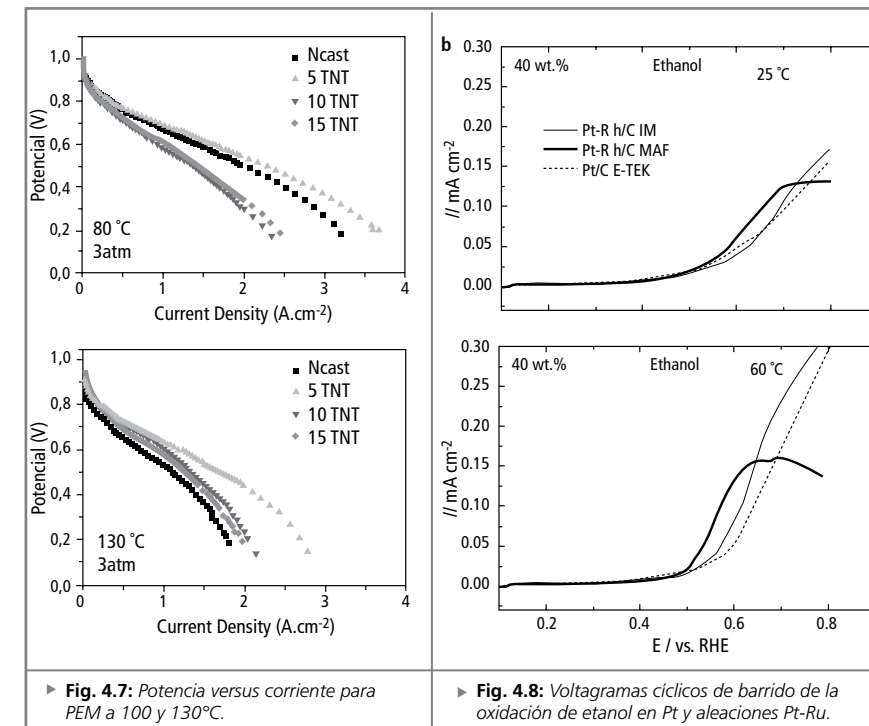 1,0
0,8
0,6
0,4
0,2
0,0
Potencial (V)
Ncast
5 TNT
10 TNT
15 TNT
80 ˚C
3atm
0 1 2 3 4
Current Density (A.cm-2)
1,0
0,8
0,6
0,4
0,2
0,0
Potencial (V)
Ncast
5 TNT
10 TNT
15 TNT
130 ˚C
3atm
0 1 2 3 4
Current Density (A.cm-2)
Fig. 4.7: Potencia versus corriente para
PEM a 100 y 130°C.
b
0.30
0.25
0.20
0.15
0.10
0.05
0.00
I/ mA cm-2
40 wt.% Ethanol 25 ˚C
Pt-R h/C IM
Pt-R h/C MAF
Pt/C E-TEK
0.30
0.25
0.20
0.15
0.10
0.05
0.00
I/ mA cm-2
40 wt.% Ethanol 60 ˚C
0.2 0.4 0.6 0.8
E / vs. RHE
Fig. 4.8: Voltagramas cíclicos de barrido de la
oxidación de etanol en Pt y aleaciones Pt-Ru.